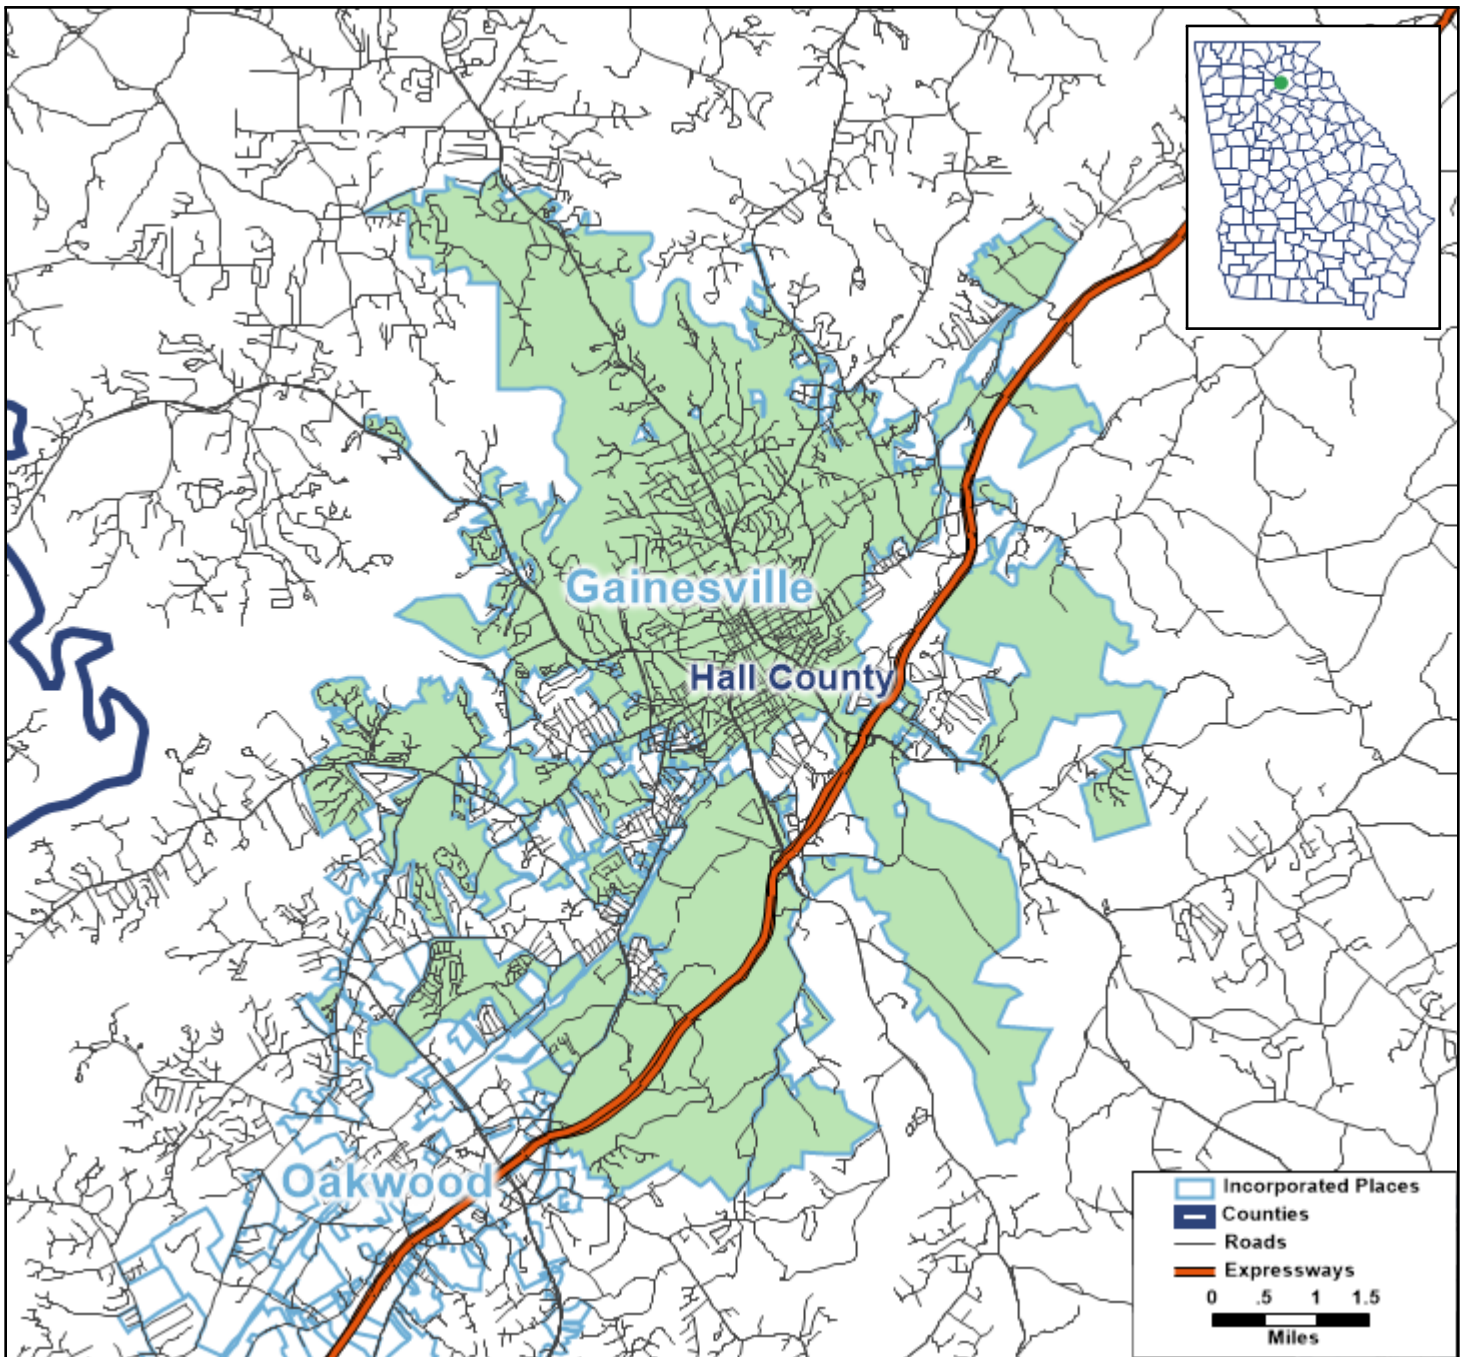 Gainesville
Hall County
Oakwood
Incorporated Places
Counties
Roads
Expressways
0 .5 1 1.5
Miles